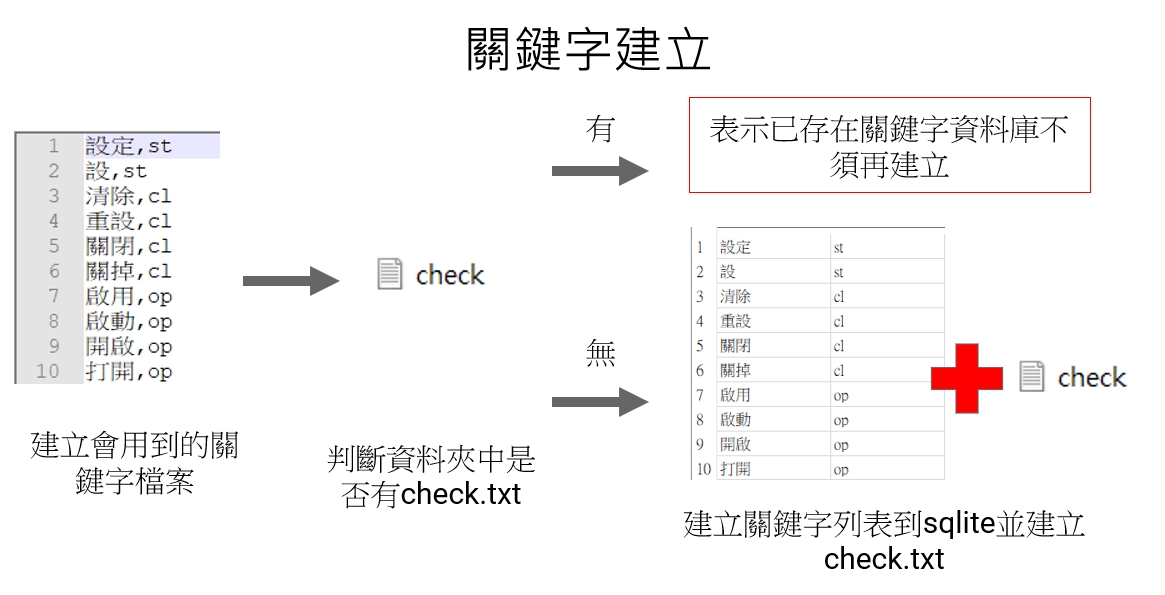 關鍵字建立
1 設定,st
2 設,st
3 清除,cl
4 重設,cl
5 關閉,cl
6 關掉,cl
7 啟用,op
8 啟動,op
9 開啟,op
10 打開,op
建立會用到的關
鍵字檔案
check
判斷資料夾中是
否有check.txt
有
表示已存在關鍵字資料庫不
須再建立
無
1 設定 st
2 設 st
3 清除 cl
4 重設 cl
5 關閉 cl
6 關掉 cl
7 啟用 op
8 啟動 op
9 開啟 op
10 打開 op
check
建立關鍵字列表到sqlite並建立
check.txt